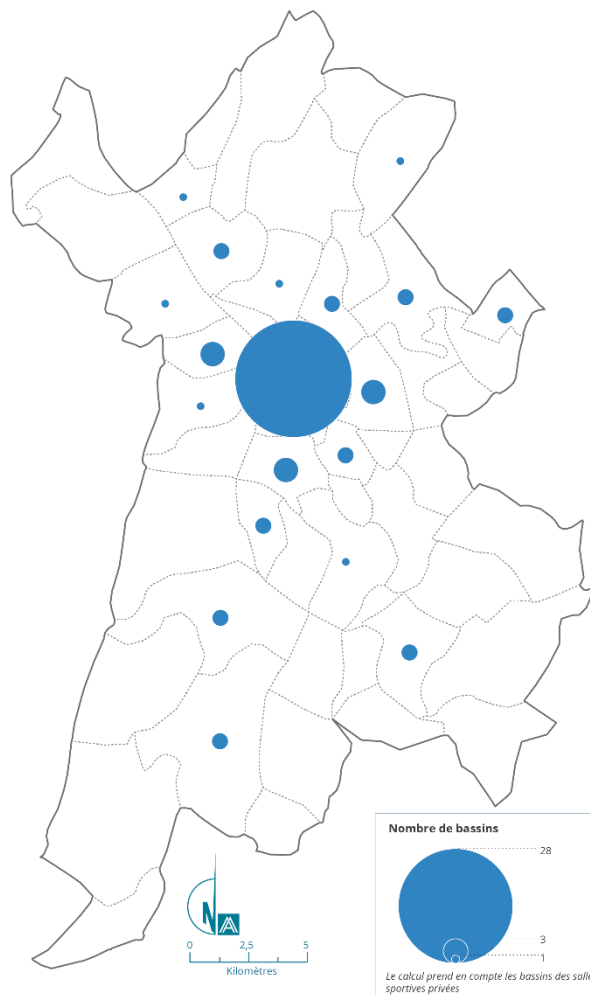 Nombre de bassins
28
3
1
N
0 2,5 5
Kilomètres
Le calcul prend en compte les bassins des salle
sportives privées